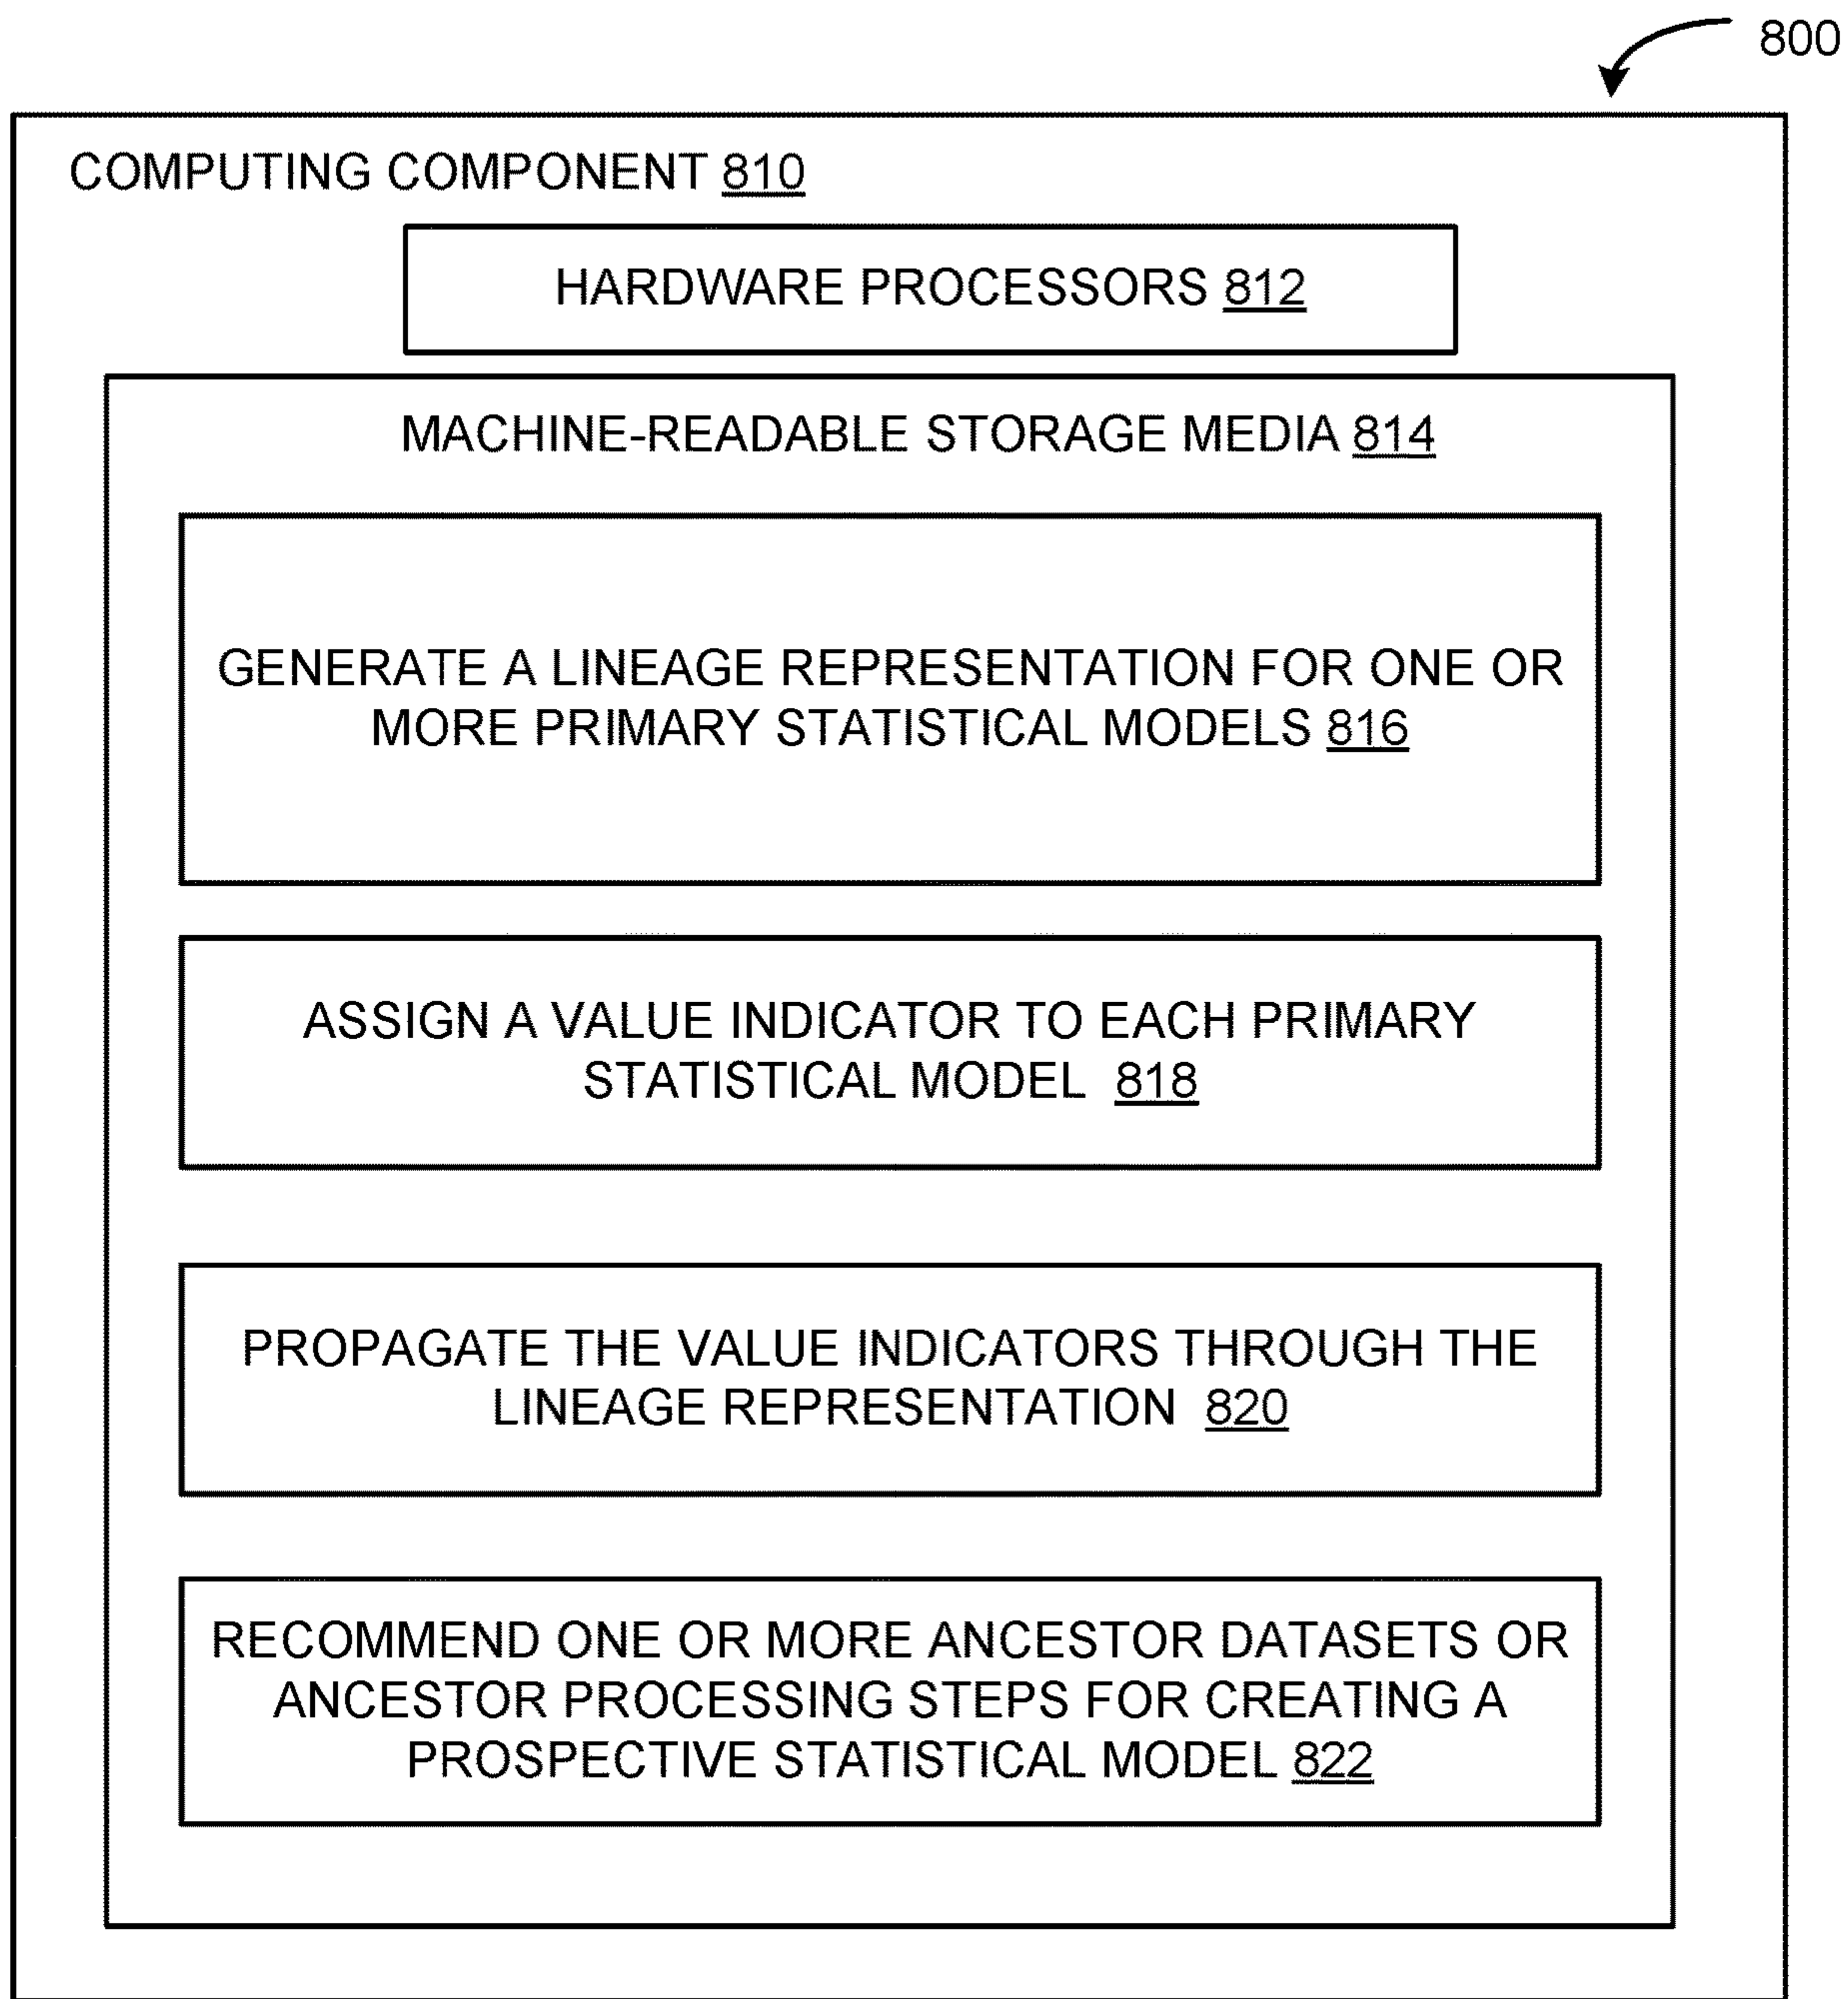 800
COMPUTING COMPONENT 810
HARDWARE PROCESSORS 812
MACHINE-READABLE STORAGE MEDIA 814
GENERATE A LINEAGE REPRESENTATION FOR ONE OR
MORE PRIMARY STATISTICAL MODELS 816
ASSIGN A VALUE INDICATOR TO EACH PRIMARY
STATISTICAL MODEL 818
PROPAGATE THE VALUE INDICATORS THROUGH THE
LINEAGE REPRESENTATION 820
RECOMMEND ONE OR MORE ANCESTOR DATASETS OR
ANCESTOR PROCESSING STEPS FOR CREATING A
PROSPECTIVE STATISTICAL MODEL 822